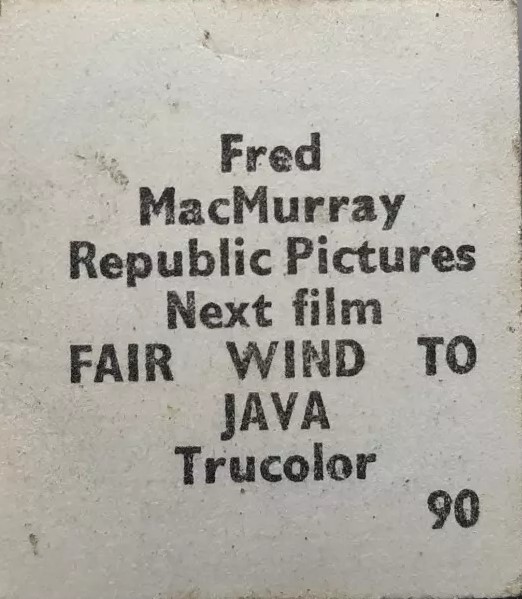 Fred
MacMurray
Republic Pictures
Next film
FAIR WIND TO
JAVA
Trucolor
90